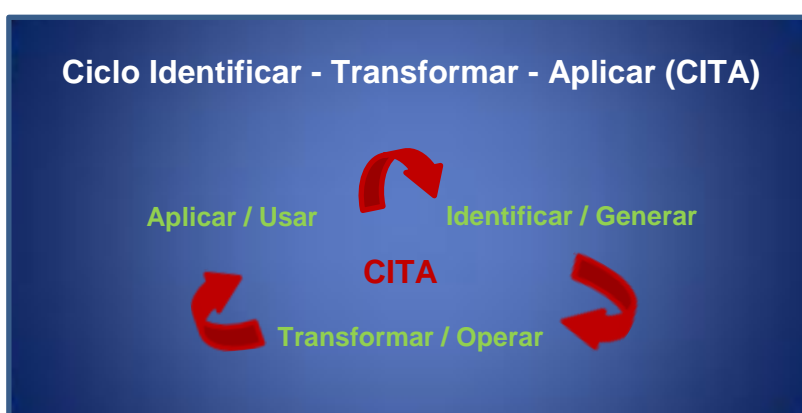 Ciclo Identificar - Transformar - Aplicar (CITA)
Aplicar / Usar
Identificar / Generar
CITA
Transformar / Operar